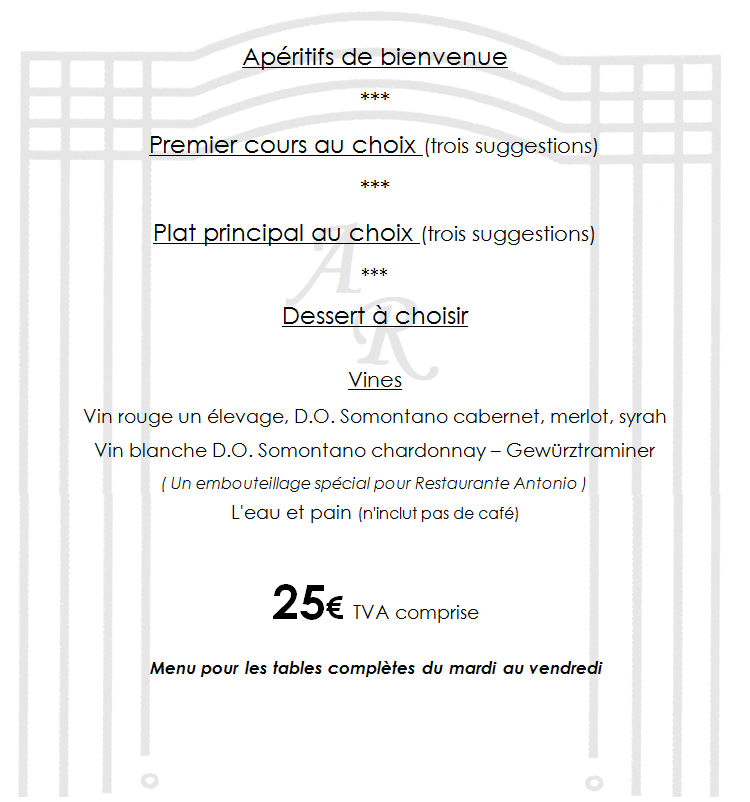 Apéritifs de bienvenue
***
Premier cours au choix (trois suggestions)
***
Plat principal au choix (trois suggestions)
***
AR
Dessert à choisir
Vines
Vin rouge un élevage, D.O. Somontano cabernet, merlot, syrah
Vin blanche D.O. Somontano chardonnay – Gewürztraminer
( Un embouteillage spécial pour Restaurante Antonio )
L'eau et pain (n'inclut pas de café)
25€ TVA comprise
Menu pour les tables complètes du mardi au vendredi